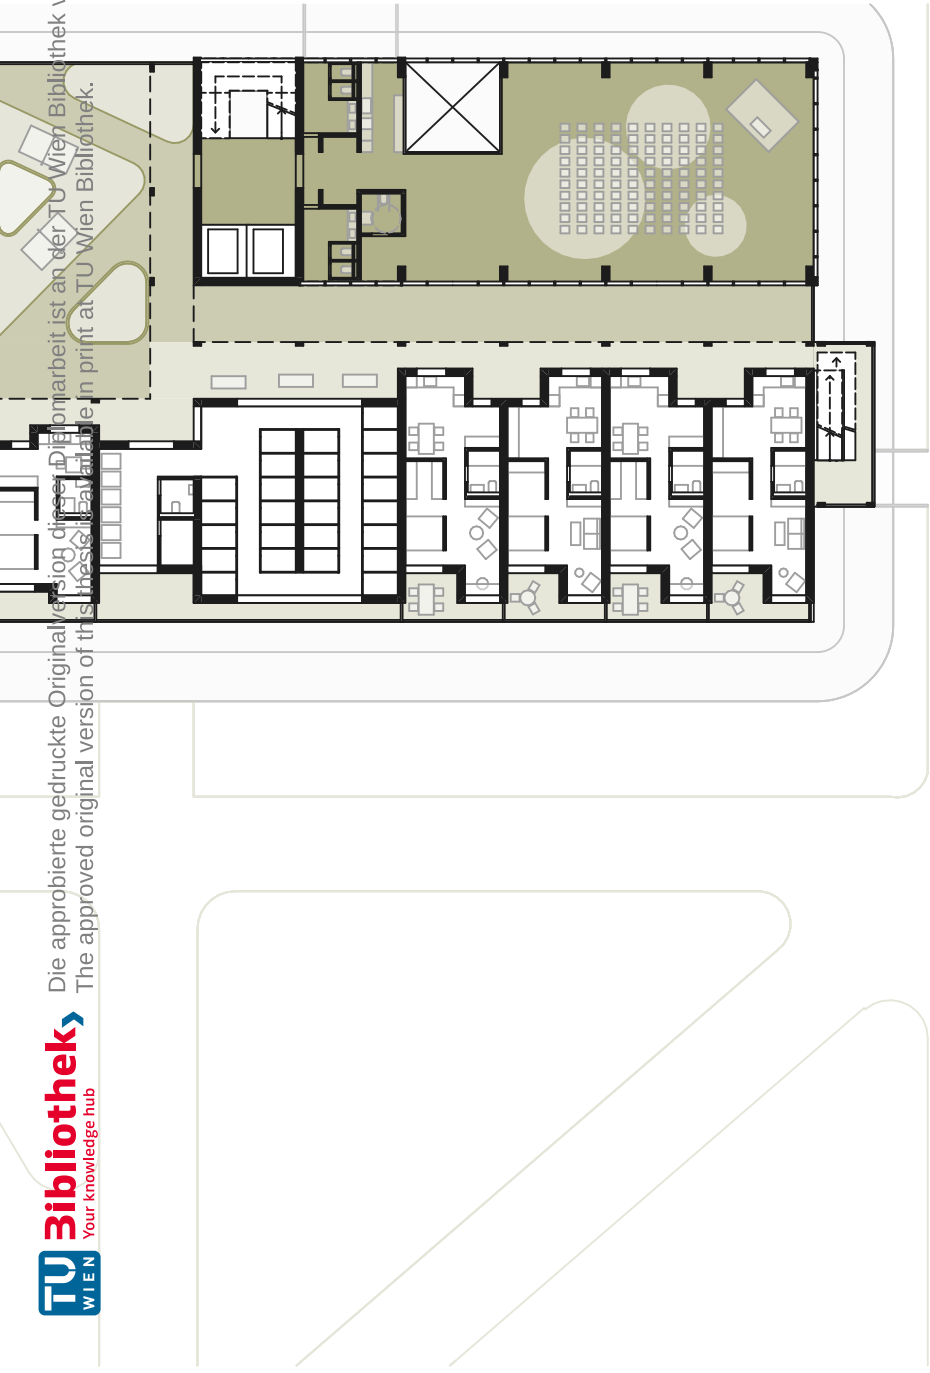 Die approbierte gedruckte Originalversion dieser Diplomarbeit ist an der TU Wien Bibliothek
The approved original version of this thesis is available in print at TU Wien Bibliothek.
TU WIEN
Bibliothek
Your knowledge hub